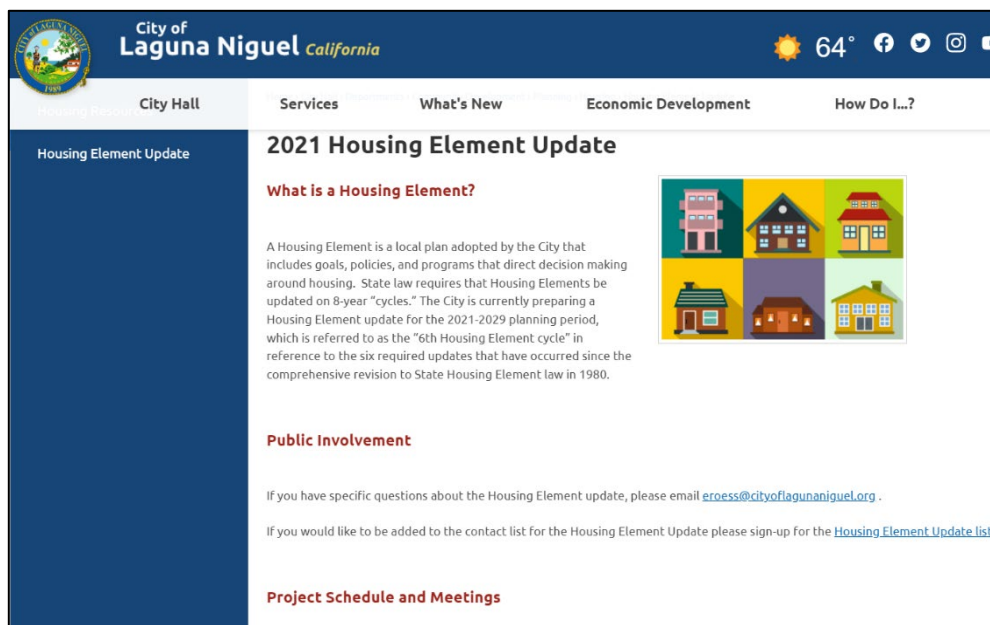 City of
Laguna Niguel California
64°
1989
City Hall
Services
What's New
Economic Development
How Do I...?
Housing Resources
Housing Element Update
2021 Housing Element Update
What is a Housing Element?
A Housing Element is a local plan adopted by the City that
includes goals, policies, and programs that direct decision making
around housing. State law requires that Housing Elements be
updated on 8-year “cycles.” The City is currently preparing a
Housing Element update for the 2021-2029 planning period,
which is referred to as the “6th Housing Element cycle” in
reference to the six required updates that have occurred since the
comprehensive revision to State Housing Element law in 1980.
Public Involvement
If you have specific questions about the Housing Element update, please email eroess@cityoflagunaniguel.org .
If you would like to be added to the contact list for the Housing Element Update please sign-up for the Housing Element Update list
Project Schedule and Meetings